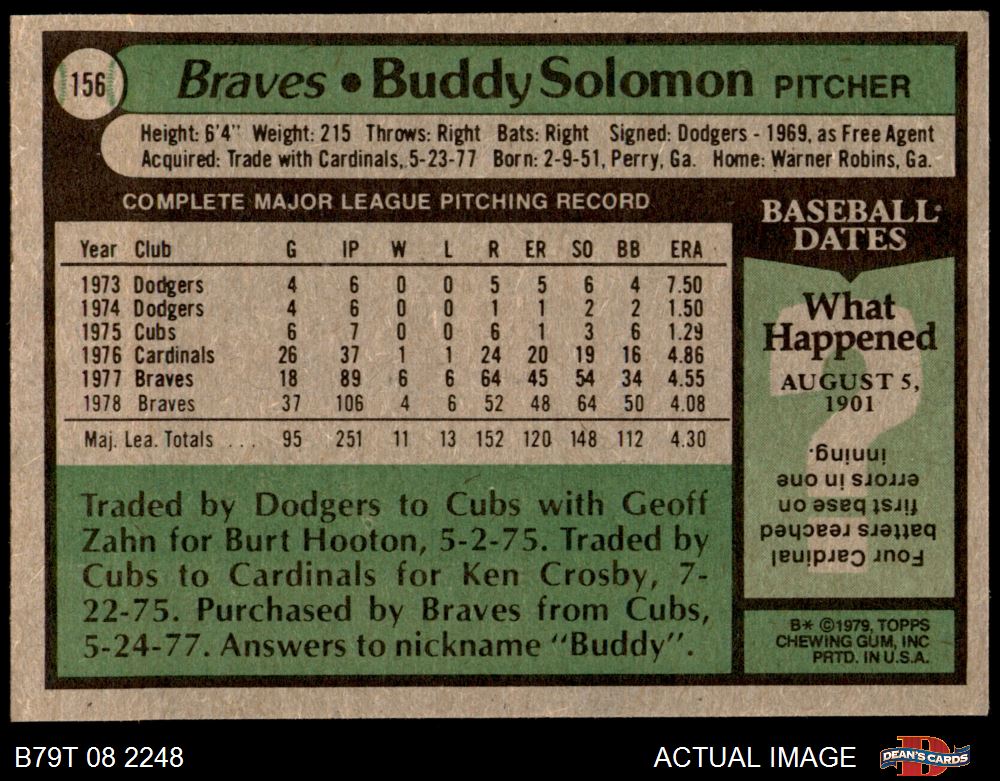 156
Braves • Buddy Solomon PITCHER
Height: 6'4" Weight: 215 Throws: Right Bats: Right Signed: Dodgers - 1969, as Free Agent
Acquired: Trade with Cardinals, 5-23-77 Born: 2-9-51, Perry, Ga. Home: Warner Robins, Ga.
COMPLETE MAJOR LEAGUE PITCHING RECORD
Year Club G IP W L R ER SO BB ERA
1973 Dodgers 4 6 0 0 5 5 6 4 7.50
1974 Dodgers 4 6 0 0 1 1 2 2 1.50
1975 Cubs 6 7 0 0 6 1 3 6 1.29
1976 Cardinals 26 37 1 1 24 20 19 16 4.86
1977 Braves 18 89 6 6 64 45 54 34 4.55
1978 Braves 37 106 4 6 52 48 64 50 4.08
Maj. Lea. Totals ... 95 251 11 13 152 120 148 112 4.30
Traded by Dodgers to Cubs with Geoff
Zahn for Burt Hooton, 5-2-75. Traded by
Cubs to Cardinals for Ken Crosby, 7-
22-75. Purchased by Braves from Cubs,
5-24-77. Answers to nickname "Buddy".
BASEBALL
DATES
What
Happened
AUGUST 5,
1901
Four Cardinal
batters reached
first base on
errors in one
inning.
B* ©1979, TOPPS
CHEWING GUM, INC
PRTD. IN U.S.A.
B79T 08 2248
ACTUAL IMAGE
DEAN'S CARDS